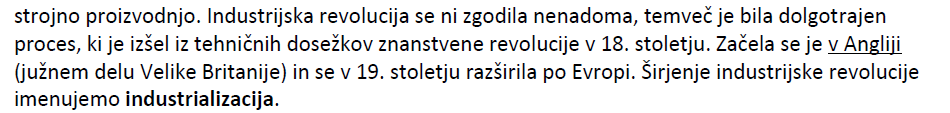 strojno proizvodnjo. Industrijska revolucija se ni zgodila nenadoma, temveč je bila dolgotrajen
proces, ki je izšel iz tehničnih dosežkov znanstvene revolucije v 18. stoletju. Začela se je v Angliji
(južnem delu Velike Britanije) in se v 19. stoletju razširila po Evropi. Širjenje industrijske revolucije
imenujemo industrializacija.